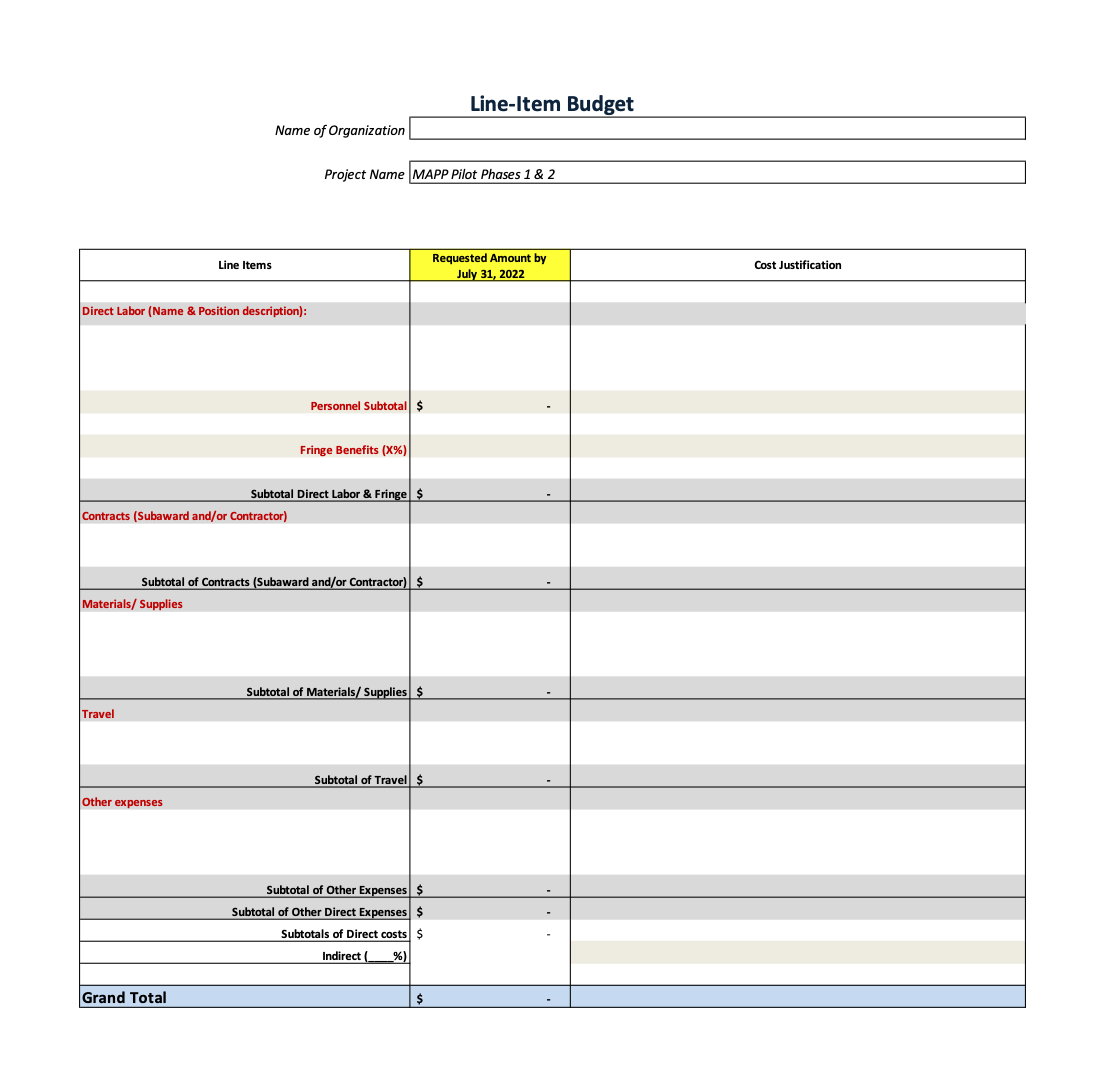 Line-Item Budget
Name of Organization
Project Name MAPP Pilot Phases 1 & 2
Line Items Requested Amount by July 31, 2022 Cost Justification
Direct Labor (Name & Position description):
Personnel Subtotal $ -
Fringe Benefits (X%)
Subtotal Direct Labor & Fringe $ -
Contracts (Subaward and/or Contractor)
Subtotal of Contracts (Subaward and/or Contractor) $ -
Materials/ Supplies
Subtotal of Materials/ Supplies $ -
Travel
Subtotal of Travel $ -
Other expenses
Subtotal of Other Expenses $ -
Subtotal of Other Direct Expenses $ -
Subtotals of Direct costs $ -
Indirect (____%)
Grand Total $ -